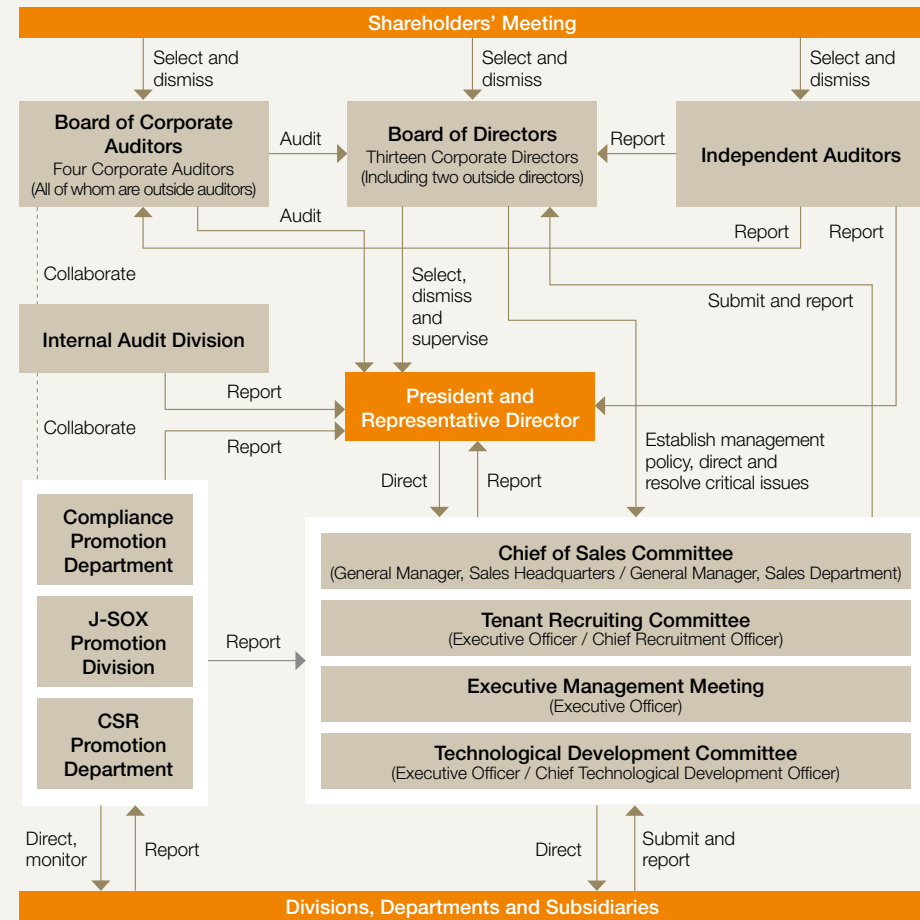 Shareholders' Meeting
Select and
dismiss
Select and
dismiss
Select and
dismiss
Board of Corporate
Auditors
Four Corporate Auditors
(All of whom are outside auditors)
Audit
Board of Directors
Thirteen Corporate Directors
(Including two outside directors)
Report
Independent Auditors
Audit
Report
Report
Collaborate
Select,
dismiss
and
supervise
Submit and report
Internal Audit Division
Report
President and
Representative Director
Collaborate
Report
Establish management
policy, direct and
resolve critical issues
Direct
Report
Compliance
Promotion
Department
J-SOX
Promotion
Division
CSR
Promotion
Department
Report
Chief of Sales Committee
(General Manager, Sales Headquarters / General Manager, Sales Department)
Tenant Recruiting Committee
(Executive Officer / Chief Recruitment Officer)
Executive Management Meeting
(Executive Officer)
Technological Development Committee
(Executive Officer / Chief Technological Development Officer)
Direct,
monitor
Report
Direct
Submit and
report
Divisions, Departments and Subsidiaries